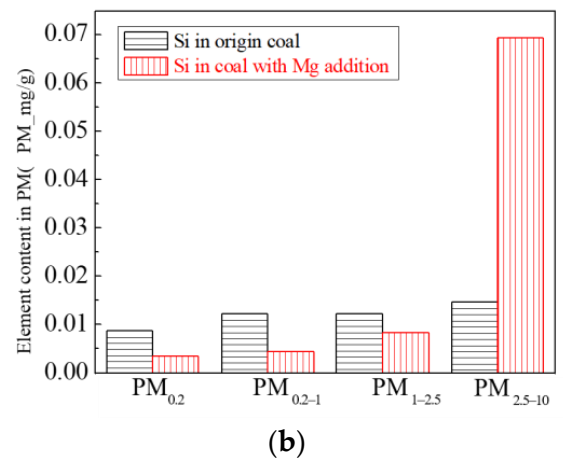 Element content in PM( PM_mg/g)
0.07
0.06
0.05
0.04
0.03
0.02
0.01
0.00
Si in origin coal
Si in coal with Mg addition
PM0.2 PM0.2–1 PM1–2.5 PM2.5–10
(b)